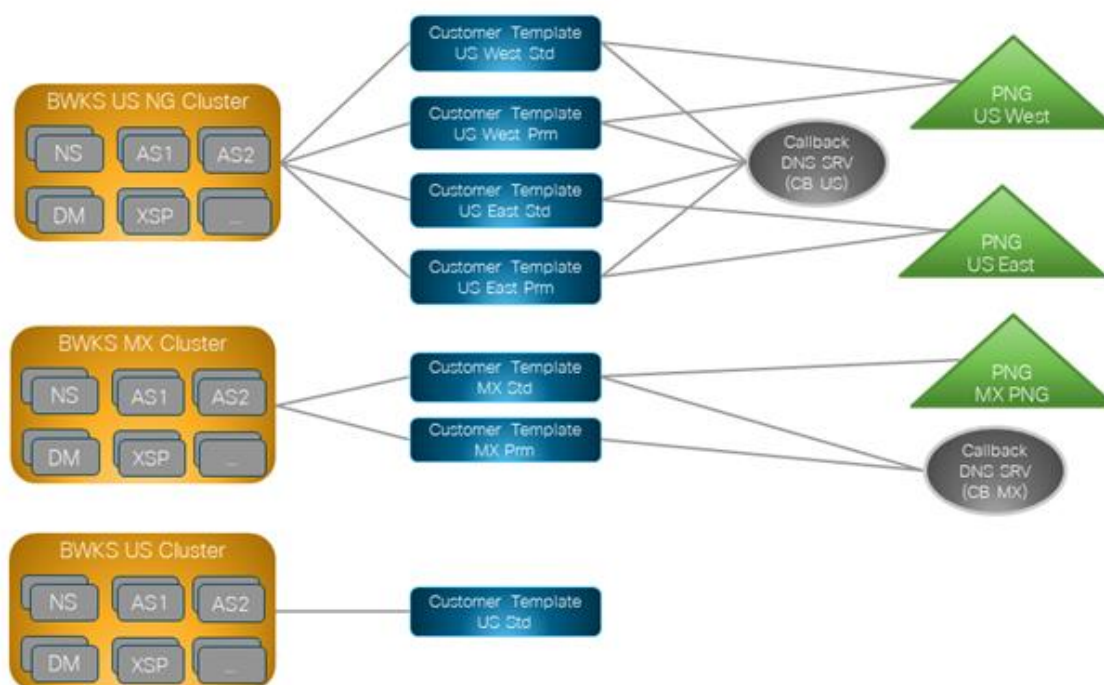 BWKS US NG Cluster
NS
AS1
AS2
DM
XSP
...
Customer Template
US West Std
Customer Template
US West Prm
Customer Template
US East Std
Customer Template
US East Prm
Callback
DNS SRV
(CB US)
PNG
US West
PNG
US East
BWKS MX Cluster
NS
AS1
AS2
DM
XSP
...
Customer Template
MX Std
Customer Template
MX Prm
PNG
MX PNG
Callback
DNS SRV
(CB MX)
BWKS US Cluster
NS
AS1
AS2
DM
XSP
...
Customer Template
US Std